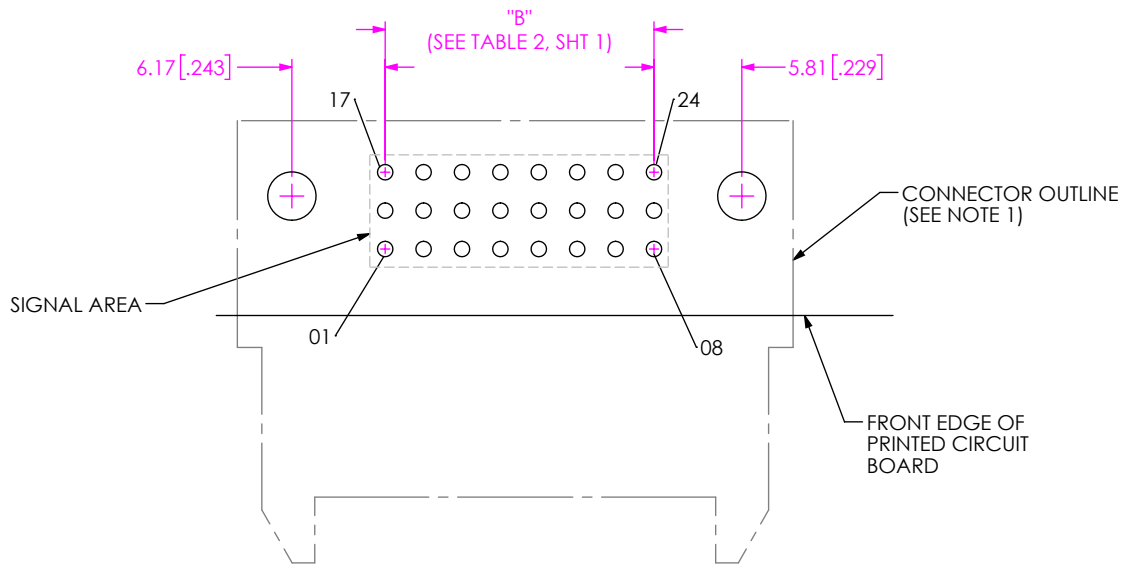 "B"
(SEE TABLE 2, SHT 1)
6.17[.243]
5.81[.229]
17
24
CONNECTOR OUTLINE
(SEE NOTE 1)
SIGNAL AREA
01
08
FRONT EDGE OF
PRINTED CIRCUIT
BOARD